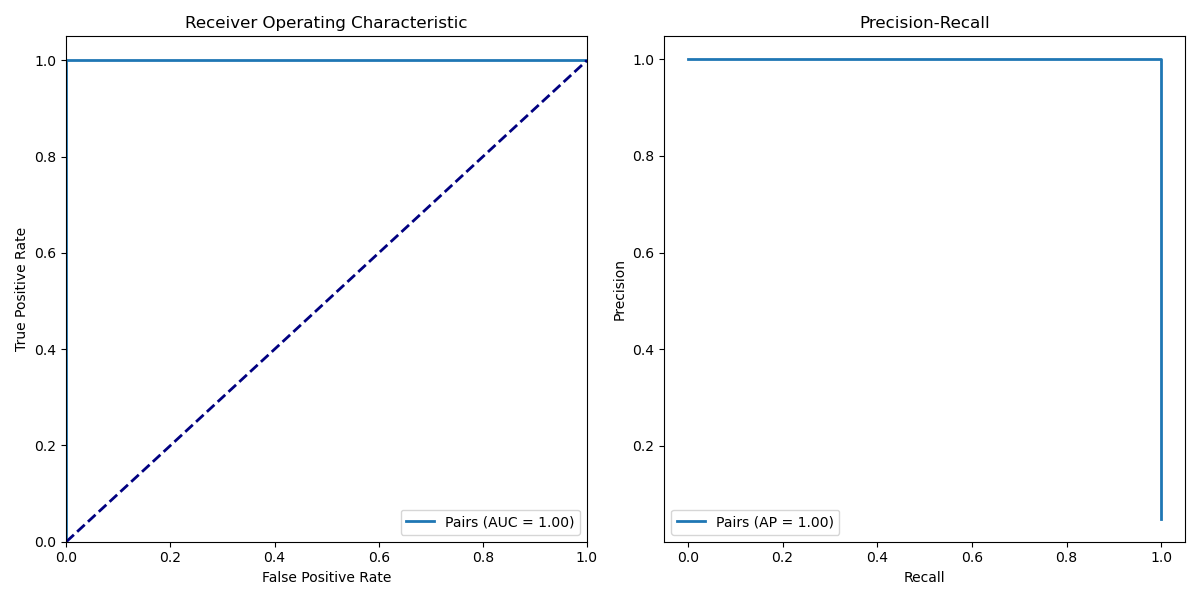 Receiver Operating Characteristic
True Positive Rate
1.0
0.8
0.6
0.4
0.2
0.0
0.0 0.2 0.4 0.6 0.8 1.0
False Positive Rate
Pairs (AUC = 1.00)
Precision-Recall
Precision
1.0
0.8
0.6
0.4
0.2
0.0 0.2 0.4 0.6 0.8 1.0
Recall
Pairs (AP = 1.00)